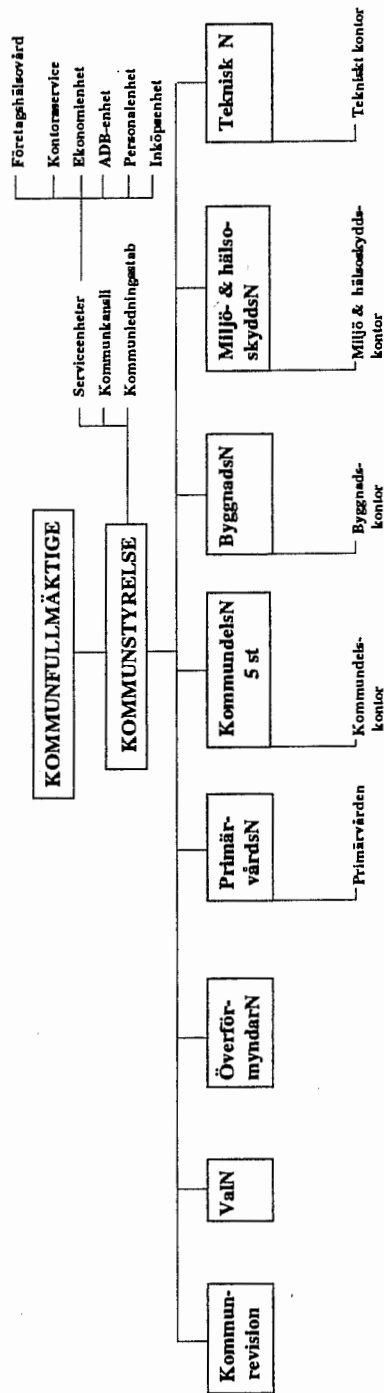 KOMMUNFULLMÄKTIGE
KOMMUNSTYRELSE
Serviceenheter
Kommunkansli
Kommunledningsstab
Företagshälsovård
Kontorsservice
Ekonomienhet
ADB-enhet
Personalenhet
Inköpsenhet
Kommun-
revision
ValN
Överför-
myndarN
Primär-
vårdsN
KommundelsN
5 st
ByggnadsN
Miljö- & hälso-
skyddsN
Teknisk N
Primärvården
Kommundels-
kontor
Byggnads-
kontor
Miljö & hälsoskydds-
kontor
Tekniskt kontor